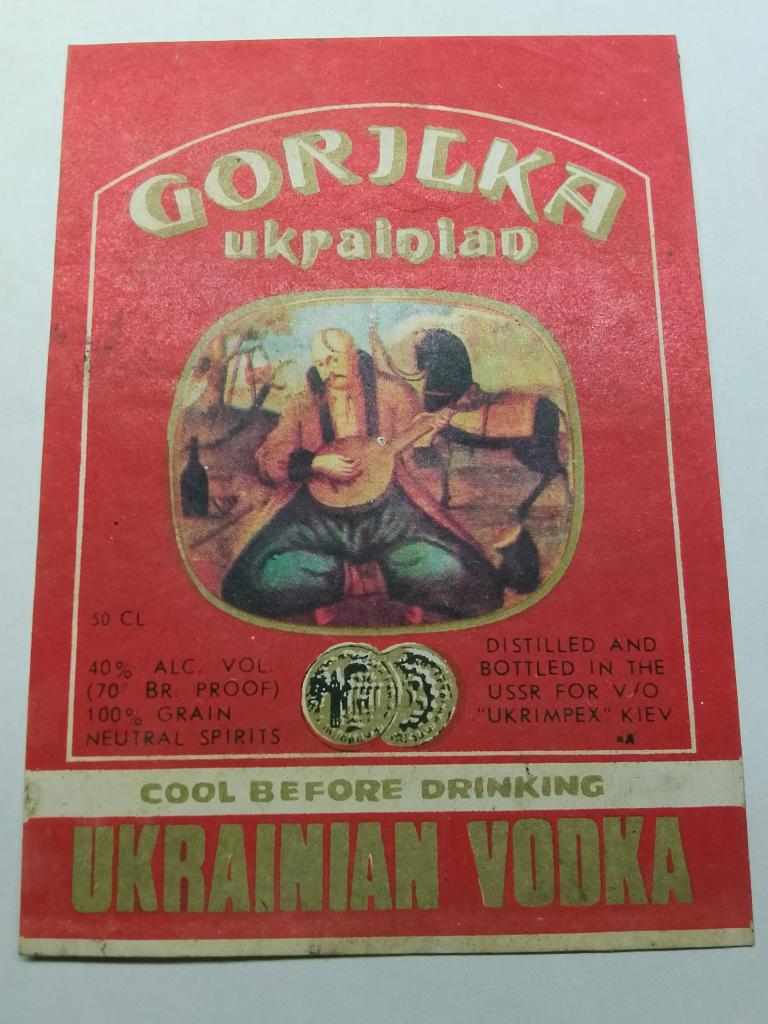 GORILKA
ukrainian
50 CL
40% ALC. VOL.
(70° BR. PROOF)
100% GRAIN
NEUTRAL SPIRITS
DISTILLED AND
BOTTLED IN THE
USSR FOR V/O
"UKRIMPEX" KIEV
COOL BEFORE DRINKING
UKRAINIAN VODKA